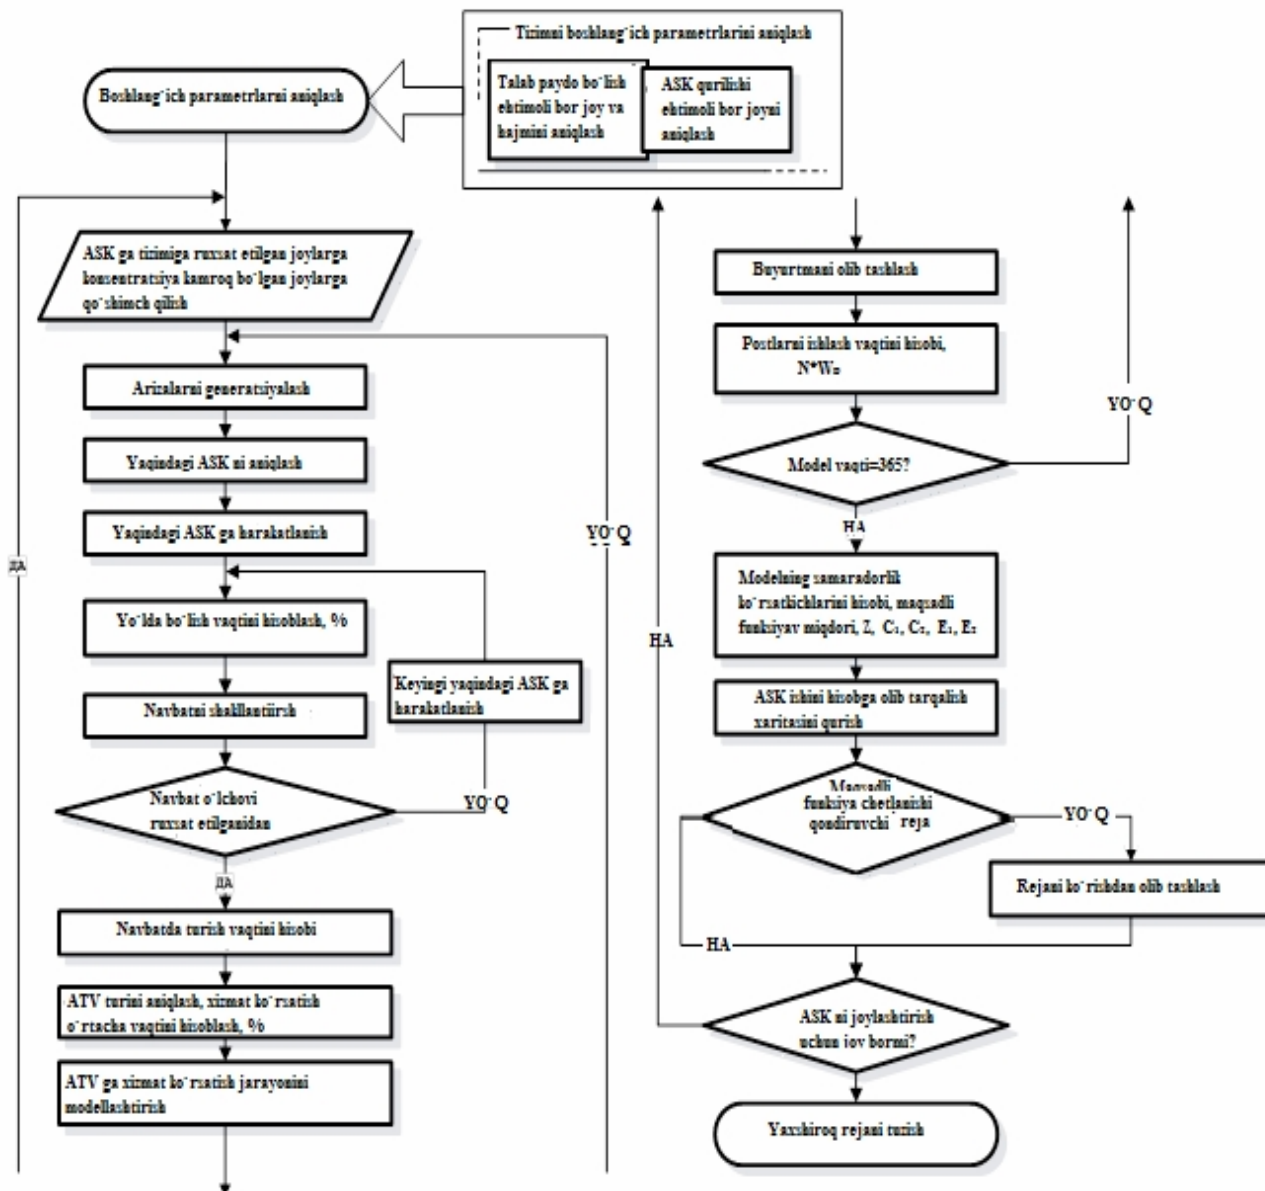 Tizimni boshlang`ich parametrlarini aniqlash
Boshlang`ich parametrlarni aniqlash
Talab paydo bo`lish
ehtimoli bor joy va
hajmini aniqlash
ASK qurilishi
ehtimoli bor joyni
aniqlash
ASK ga tizimiga ruxsat etilgan joylarga
konsentratsiya kamroq bo`lgan joylarga
qo`shimch qilish
Arizalarni generatsiyalash
Yaqindagi ASK ni aniqlash
Yaqindagi ASK ga harakatlanish
YO`Q
ДА
Yo`lda bo`lish vaqtini hisoblash, %
Keyingi yaqindagi ASK ga
harakatlanish
Navbatni shakllantiirsh
Navbat o`lchovi
ruxsat etilganidan
YO`Q
ДА
Navbatda turish vaqtini hisobi
ATV turini aniqlash, xizmat ko`rsatish
o`rtacha vaqtini hisoblash, %
ATV ga xizmat ko`rsatish jarayonini
modellashtirish
Buyurtmani olib tashlash
Postlarni ishlash vaqtini hisobi,
YO`Q
Model vaqti=365?
HA
Modelning samaradorlik
ko`rsatkichlarini hisobi, maqsadli
funksiyav miqdori, Z, C₁, C₂, E₁, E₂
HA
ASK ishini hisobga olib tarqalish
xaritasini qurish
Maqsadli
funksiya chetlanishi
qondiruvchi reja
YO`Q
Rejani ko`rishdan olib tashlash
HA
ASK ni joylashtirish
uchun joy bormi?
Yaxshiroq rejani tuzish